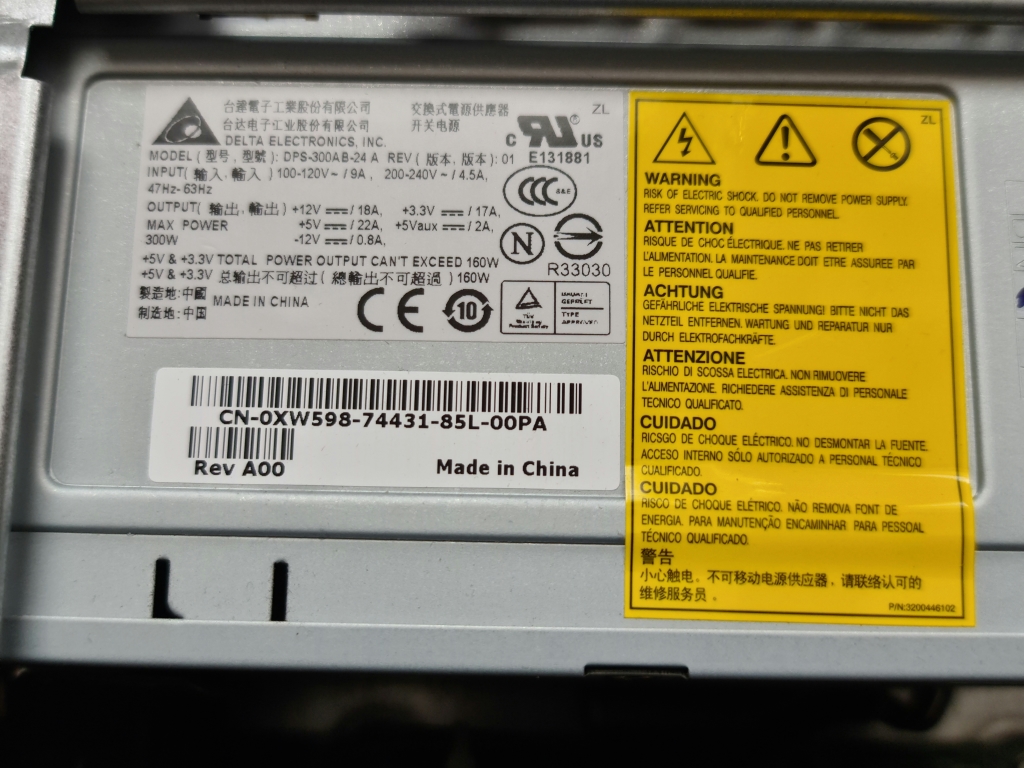 台達電子工業股份有限公司 交換式電源供應器 ZL
台达电子工业股份有限公司 开关电源
DELTA ELECTRONICS, INC. C UL® US
MODEL ( 型号, 型號 ): DPS-300AB-24 A REV ( 版本, 版本 ): 01 E131881
INPUT( 输入, 輸入 ) 100-120V~ / 9A , 200-240V~ / 4.5A,
47Hz- 63Hz
OUTPUT( 输出, 輸出 ) +12V ⎓ / 18A, +3.3V ⎓ / 17A,
MAX POWER +5V ⎓ / 22A, +5Vaux ⎓ / 2A,
300W -12V ⎓ / 0.8A,
CCC S&E
N
R33030
+5V & +3.3V TOTAL POWER OUTPUT CAN'T EXCEED 160W
+5V & +3.3V 总输出不可超过( 總輸出不可超過 ) 160W
製造地:中國 MADE IN CHINA
制造地:中国
CE 10
TÜV
Product Safety
BAUART
GEPRÜFT
TYPE
APPROVED
CN-0XW598-74431-85L-00PA
Rev A00 Made in China
ZL
WARNING
RISK OF ELECTRIC SHOCK. DO NOT REMOVE POWER SUPPLY.
REFER SERVICING TO QUALIFIED PERSONNEL.
ATTENTION
RISQUE DE CHOC ÉLECTRIQUE. NE PAS RETIRER
L'ALIMENTATION. LA MAINTENANCE DOIT ETRE ASSUREE PAR
LE PERSONNEL QUALIFIE.
ACHTUNG
GEFÄHRLICHE ELEKTRISCHE SPANNUNG! BITTE NICHT DAS
NETZTEIL ENTFERNEN. WARTUNG UND REPARATUR NUR
DURCH ELEKTROFACHKRÄFTE.
ATTENZIONE
RISCHIO DI SCOSSA ELECTRICA. NON RIMUOVERE
L'ALIMENTAZIONE. RICHIEDERE ASSISTENZA DI PERSONALE
TECNICO QUALIFICATO.
CUIDADO
RICSGO DE CHOQUE ELÉCTRICO. NO DESMONTAR LA FUENTE.
ACCESO INTERNO SÓLO AUTORIZADO A PERSONAL TÉCNICO
CUALIFICADO.
CUIDADO
RISCO DE CHOQUE ELÉTRICO. NÃO REMOVA FONT DE
ENERGIA. PARA MANUTENÇÃO ENCAMINHAR PARA PESSOAL
TÉCNICO QUALIFICADO.
警告
小心触电。不可移动电源供应器，请联络认可的
维修服务员。
P/N:3200446102